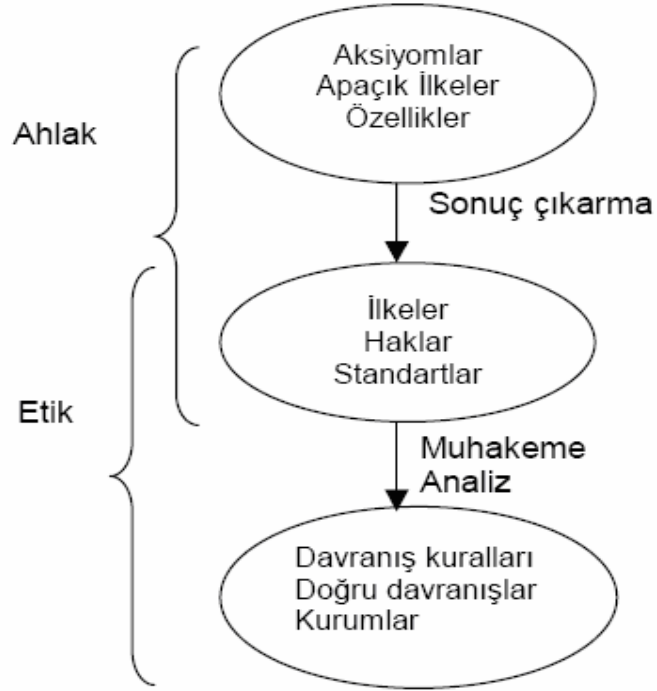 Aksiyomlar
Apaçık İlkeler
Özellikler
Ahlak
Sonuç çıkarma
İlkeler
Haklar
Standartlar
Etik
Muhakeme
Analiz
Davranış kuralları
Doğru davranışlar
Kurumlar